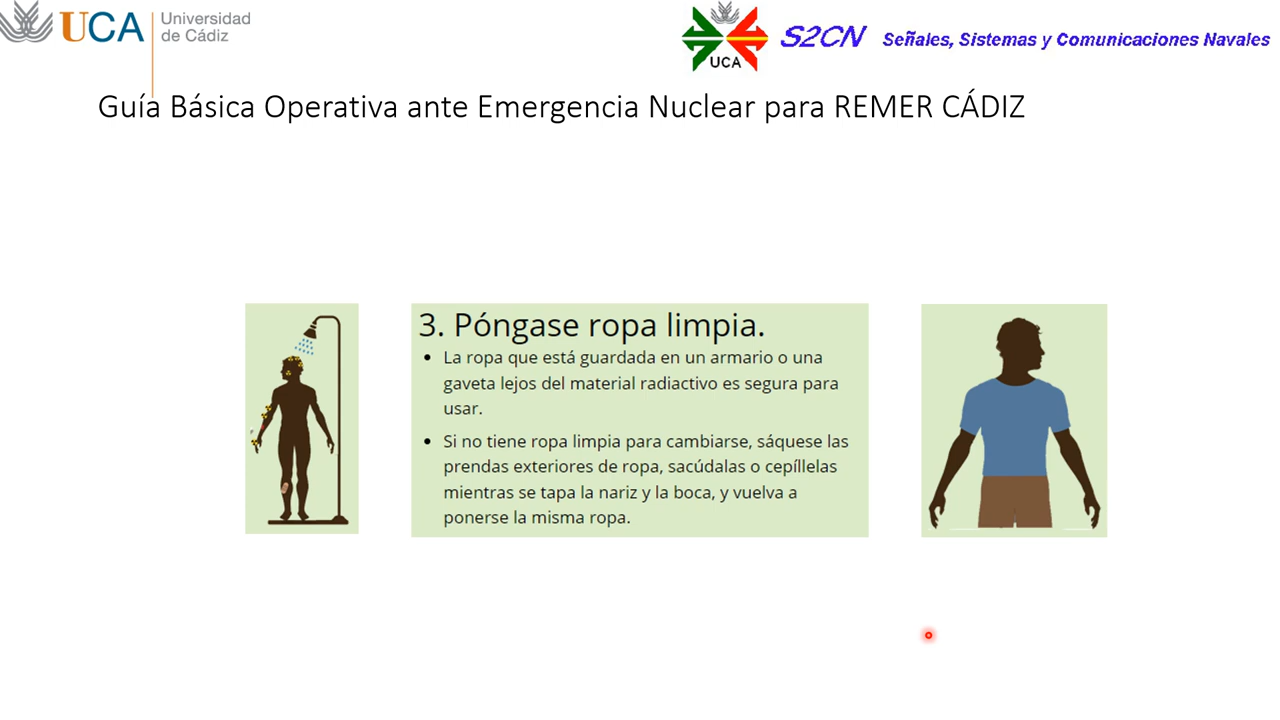 UCA
Universidad
de Cádiz
UCA
S2CN
Señales, Sistemas y Comunicaciones Navales
Guía Básica Operativa ante Emergencia Nuclear para REMER CÁDIZ
3. Póngase ropa limpia.
• La ropa que está guardada en un armario o una
gaveta lejos del material radiactivo es segura para
usar.
• Si no tiene ropa limpia para cambiarse, sáquese las
prendas exteriores de ropa, sacúdalas o cepíllelas
mientras se tapa la nariz y la boca, y vuelva a
ponerse la misma ropa.